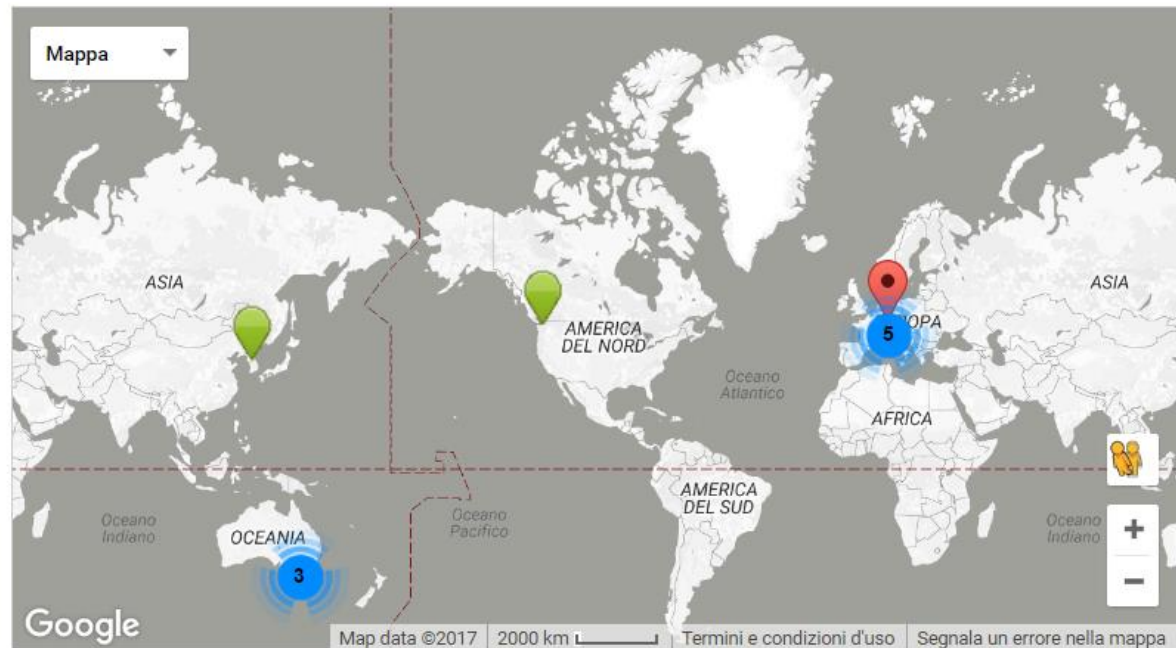 Mappa
ASIA
ASIA
AMERICA
DEL NORD
OPA
5
Oceano
Atlantico
AFRICA
AMERICA
DEL SUD
Oceano
Indiano
OCEANIA
3
Oceano
Pacifico
Oceano
Indiano
+
−
Google
Map data ©2017
2000 km
Termini e condizioni d'uso
Segnala un errore nella mappa